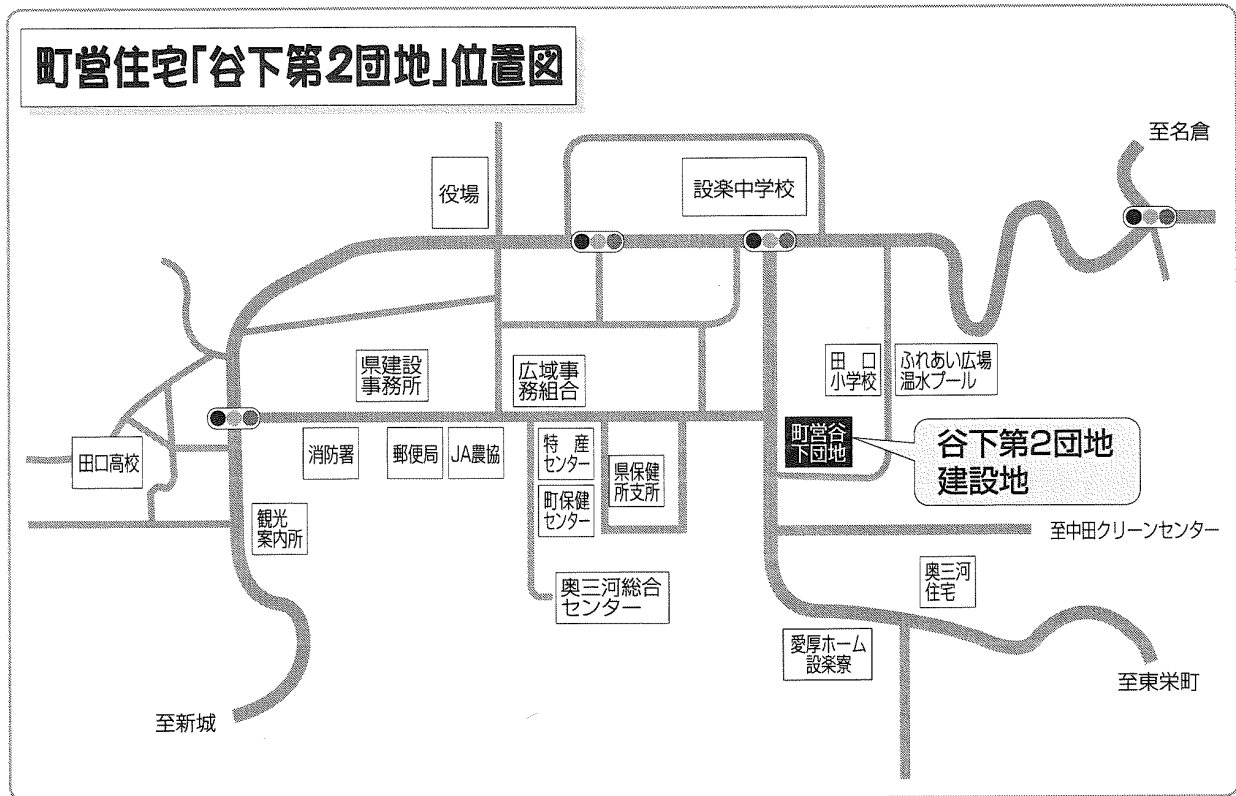 町営住宅「谷下第2団地」位置図
至名倉
役場
設楽中学校
県建設
事務所
広域事
務組合
田　口
小学校
ふれあい広場
温水プール
町営谷
下団地
谷下第2団地
建設地
田口高校
消防署
郵便局
JA農協
特　産
センター
県保健
所支所
町保健
センター
観光
案内所
至中田クリーンセンター
奥三河総合
センター
奥三河
住宅
愛厚ホーム
設楽寮
至東栄町
至新城